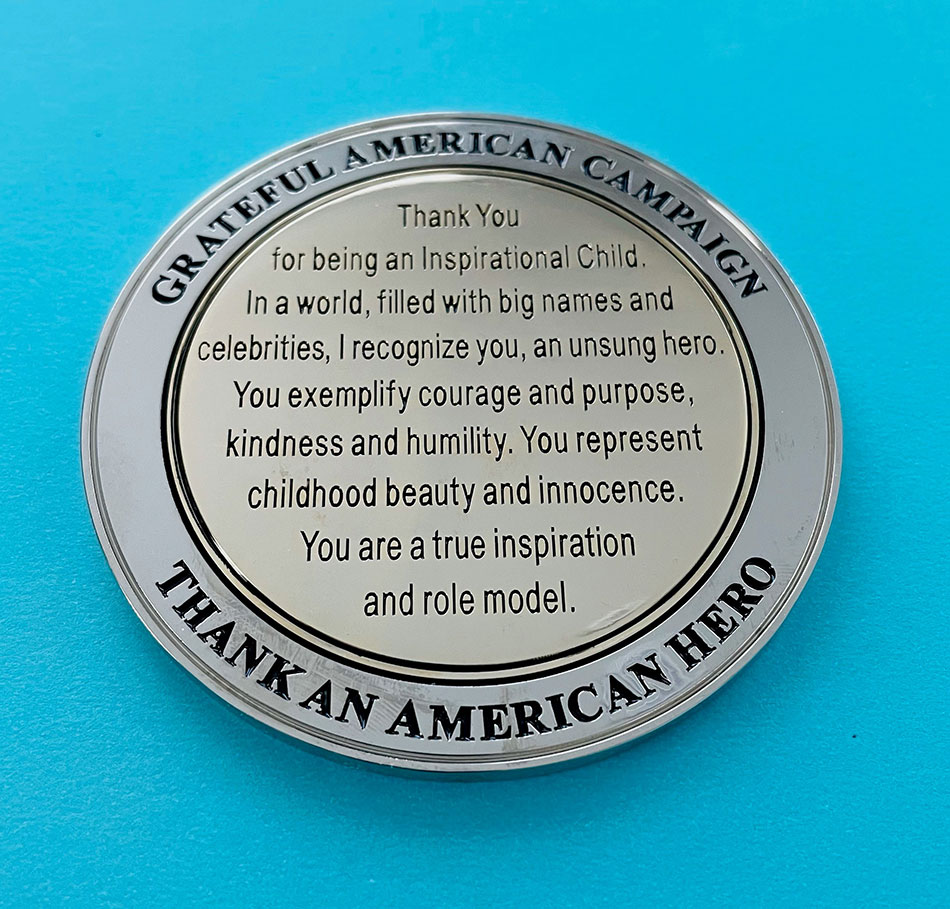 GRATEFUL AMERICAN CAMPAIGN
Thank You
for being an Inspirational Child.
In a world, filled with big names and
celebrities, I recognize you, an unsung hero.
You exemplify courage and purpose,
kindness and humility. You represent
childhood beauty and innocence.
You are a true inspiration
and role model.
THANK AN AMERICAN HERO